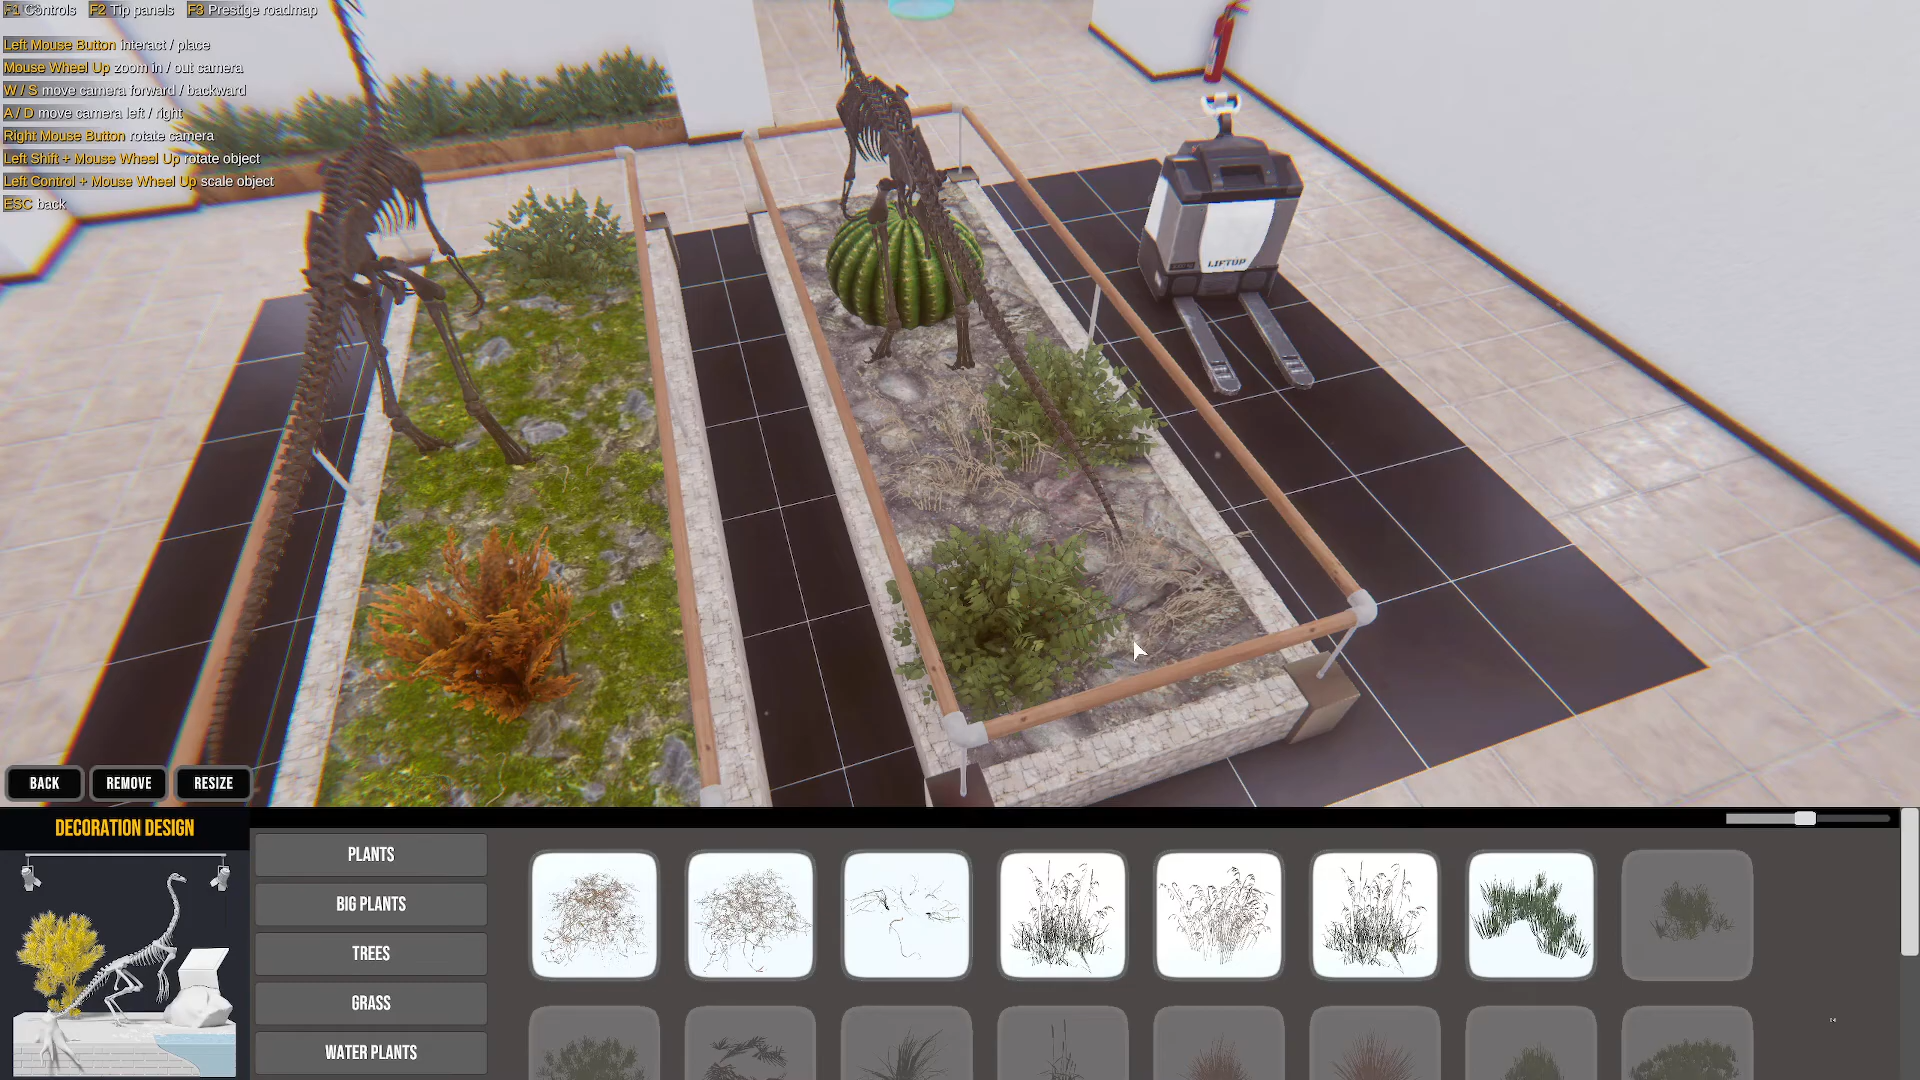 F1 Controls F2 Tip panels F3 Prestige roadmap
Left Mouse Button interact / place
Mouse Wheel Up zoom in / out camera
W / S move camera forward / backward
A / D move camera left / right
Right Mouse Button rotate camera
Left Shift + Mouse Wheel Up rotate object
Left Control + Mouse Wheel Up scale object
ESC back
LIFTOP
BACK REMOVE RESIZE
DECORATION DESIGN
PLANTS
BIG PLANTS
TREES
GRASS
WATER PLANTS